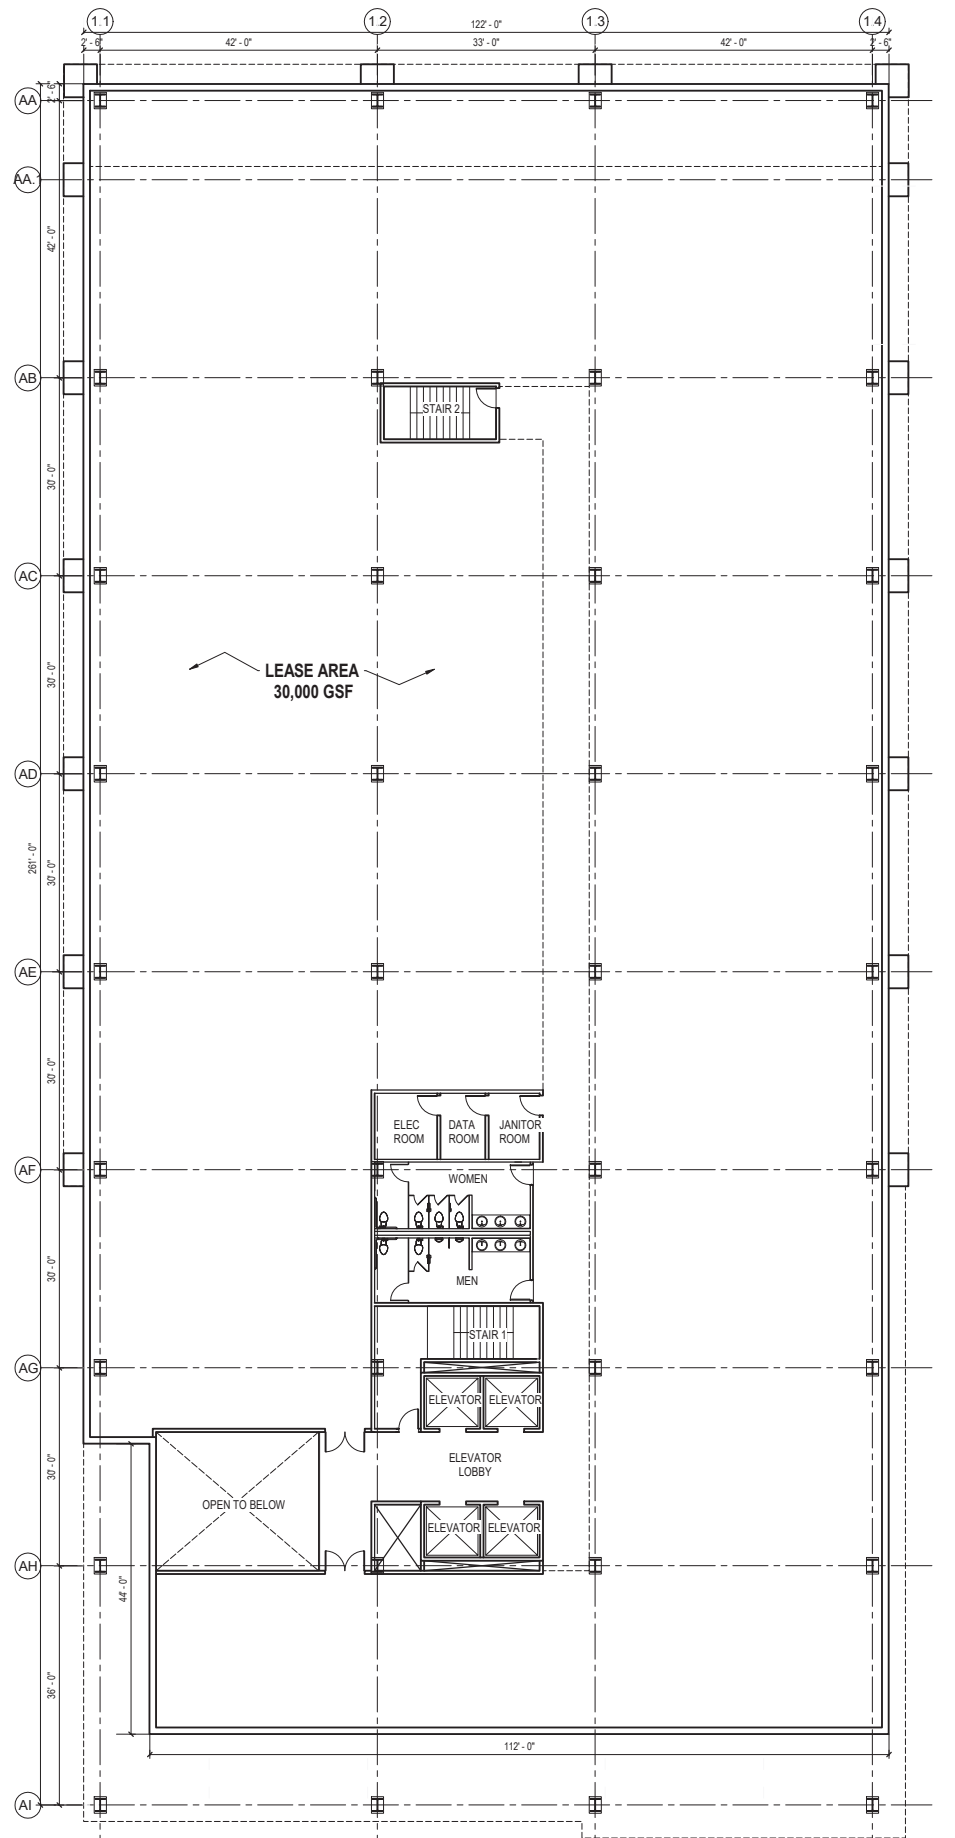 1.1
1.2
1.3
1.4
122' - 0"
2' - 6"
42' - 0"
33' - 0"
42' - 0"
2' - 6"
2' - 6"
AA
AA.
42' - 0"
AB
STAIR 2
30' - 0"
AC
30' - 0"
LEASE AREA
30,000 GSF
AD
261' - 0"
30' - 0"
AE
30' - 0"
ELEC
ROOM
DATA
ROOM
JANITOR
ROOM
AF
WOMEN
30' - 0"
MEN
STAIR 1
AG
ELEVATOR
ELEVATOR
30' - 0"
ELEVATOR
LOBBY
OPEN TO BELOW
ELEVATOR
ELEVATOR
AH
44' - 0"
36' - 0"
112' - 0"
AI